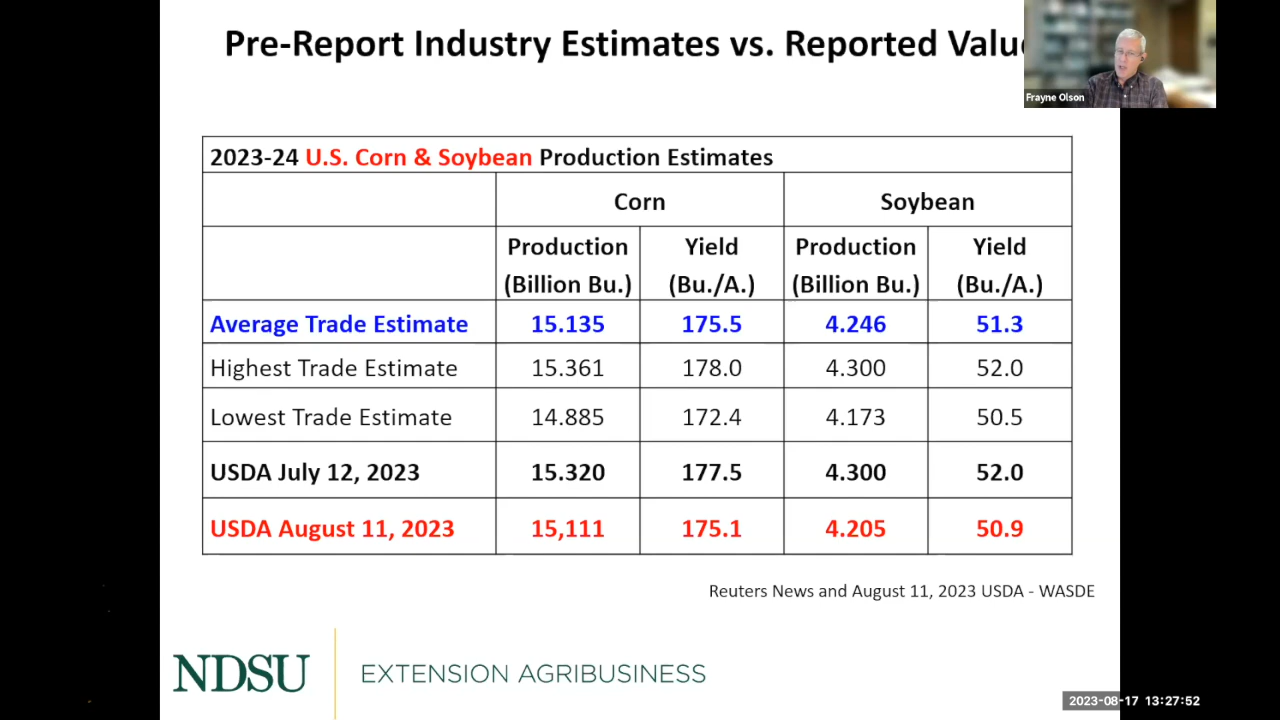 Pre-Report Industry Estimates vs. Reported Valu
Frayne Olson
2023-24 U.S. Corn & Soybean Production Estimates
Corn Soybean
Production Yield Production Yield
(Billion Bu.) (Bu./A.) (Billion Bu.) (Bu./A.)
Average Trade Estimate 15.135 175.5 4.246 51.3
Highest Trade Estimate 15.361 178.0 4.300 52.0
Lowest Trade Estimate 14.885 172.4 4.173 50.5
USDA July 12, 2023 15.320 177.5 4.300 52.0
USDA August 11, 2023 15,111 175.1 4.205 50.9
Reuters News and August 11, 2023 USDA - WASDE
NDSU EXTENSION AGRIBUSINESS
2023-08-17 13:27:52